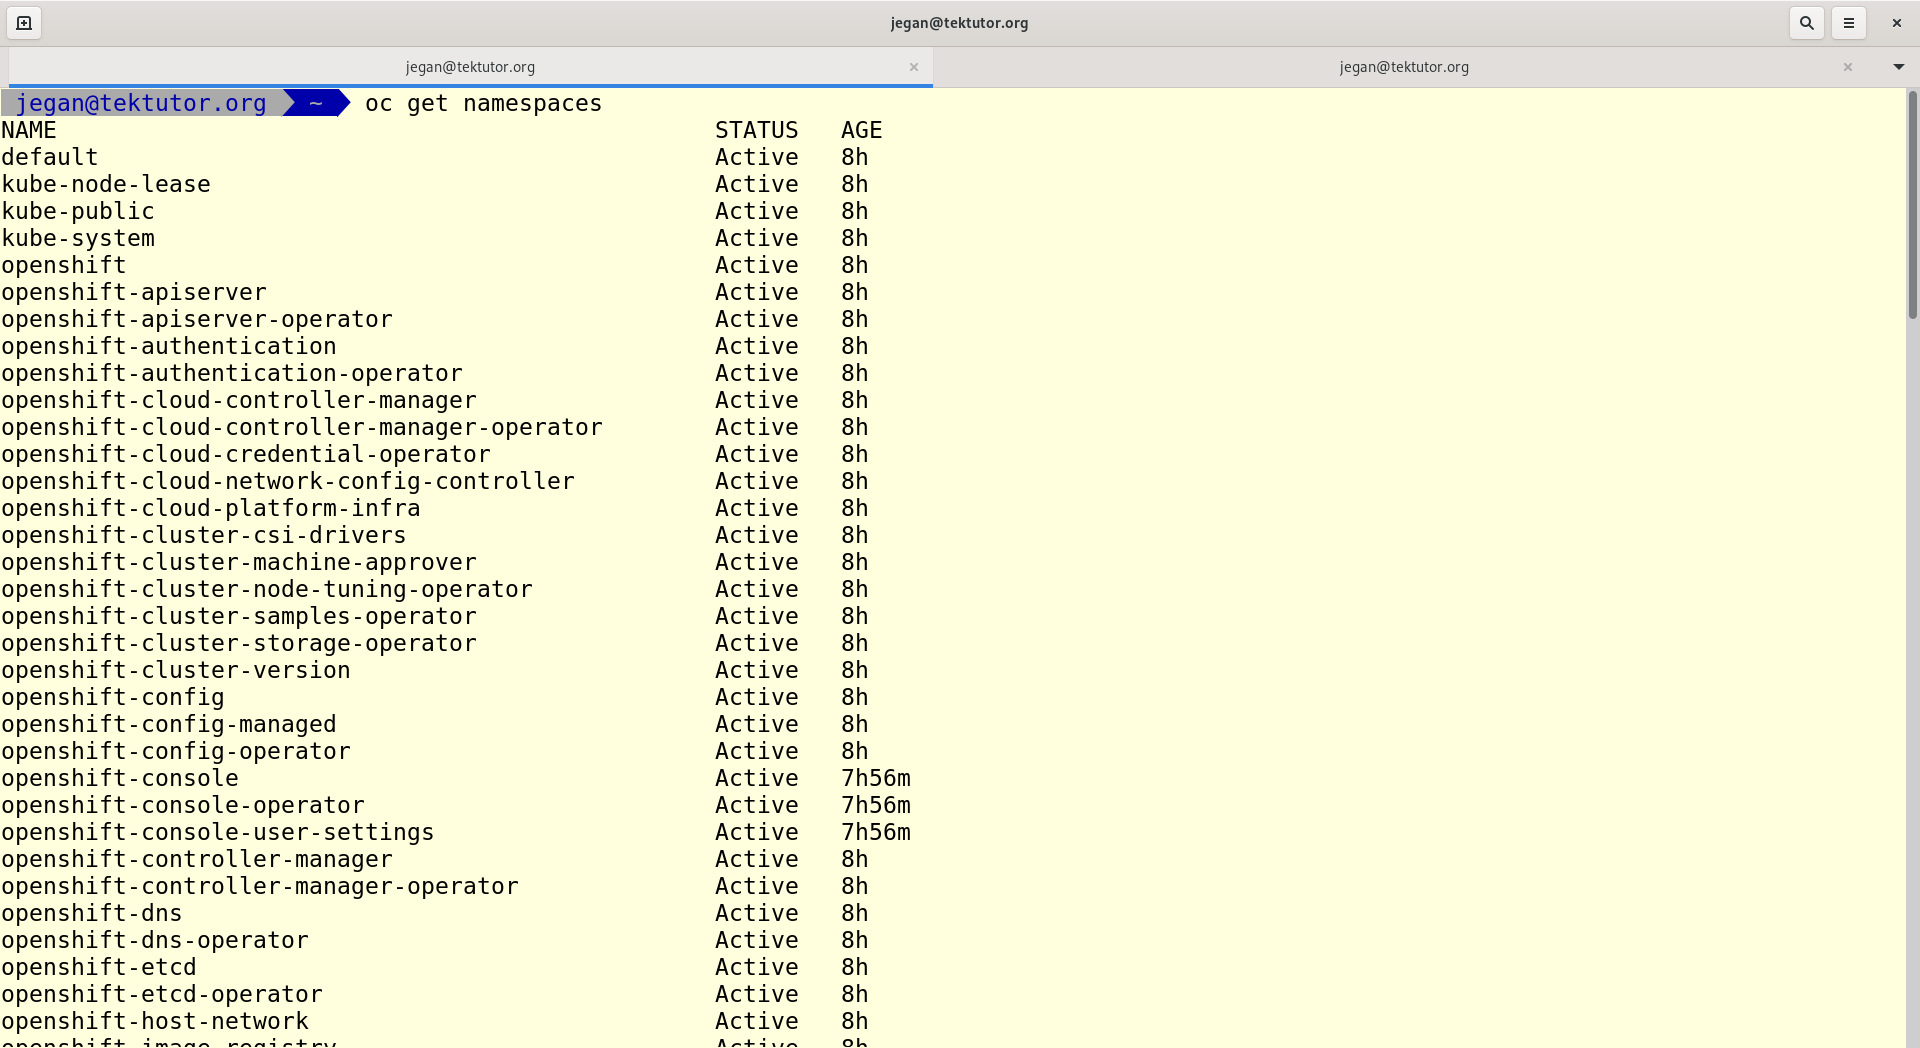 jegan@tektutor.org
jegan@tektutor.org
jegan@tektutor.org
jegan@tektutor.org ~ oc get namespaces
NAME STATUS AGE
default Active 8h
kube-node-lease Active 8h
kube-public Active 8h
kube-system Active 8h
openshift Active 8h
openshift-apiserver Active 8h
openshift-apiserver-operator Active 8h
openshift-authentication Active 8h
openshift-authentication-operator Active 8h
openshift-cloud-controller-manager Active 8h
openshift-cloud-controller-manager-operator Active 8h
openshift-cloud-credential-operator Active 8h
openshift-cloud-network-config-controller Active 8h
openshift-cloud-platform-infra Active 8h
openshift-cluster-csi-drivers Active 8h
openshift-cluster-machine-approver Active 8h
openshift-cluster-node-tuning-operator Active 8h
openshift-cluster-samples-operator Active 8h
openshift-cluster-storage-operator Active 8h
openshift-cluster-version Active 8h
openshift-config Active 8h
openshift-config-managed Active 8h
openshift-config-operator Active 8h
openshift-console Active 7h56m
openshift-console-operator Active 7h56m
openshift-console-user-settings Active 7h56m
openshift-controller-manager Active 8h
openshift-controller-manager-operator Active 8h
openshift-dns Active 8h
openshift-dns-operator Active 8h
openshift-etcd Active 8h
openshift-etcd-operator Active 8h
openshift-host-network Active 8h
openshift-image-registry Active 8h